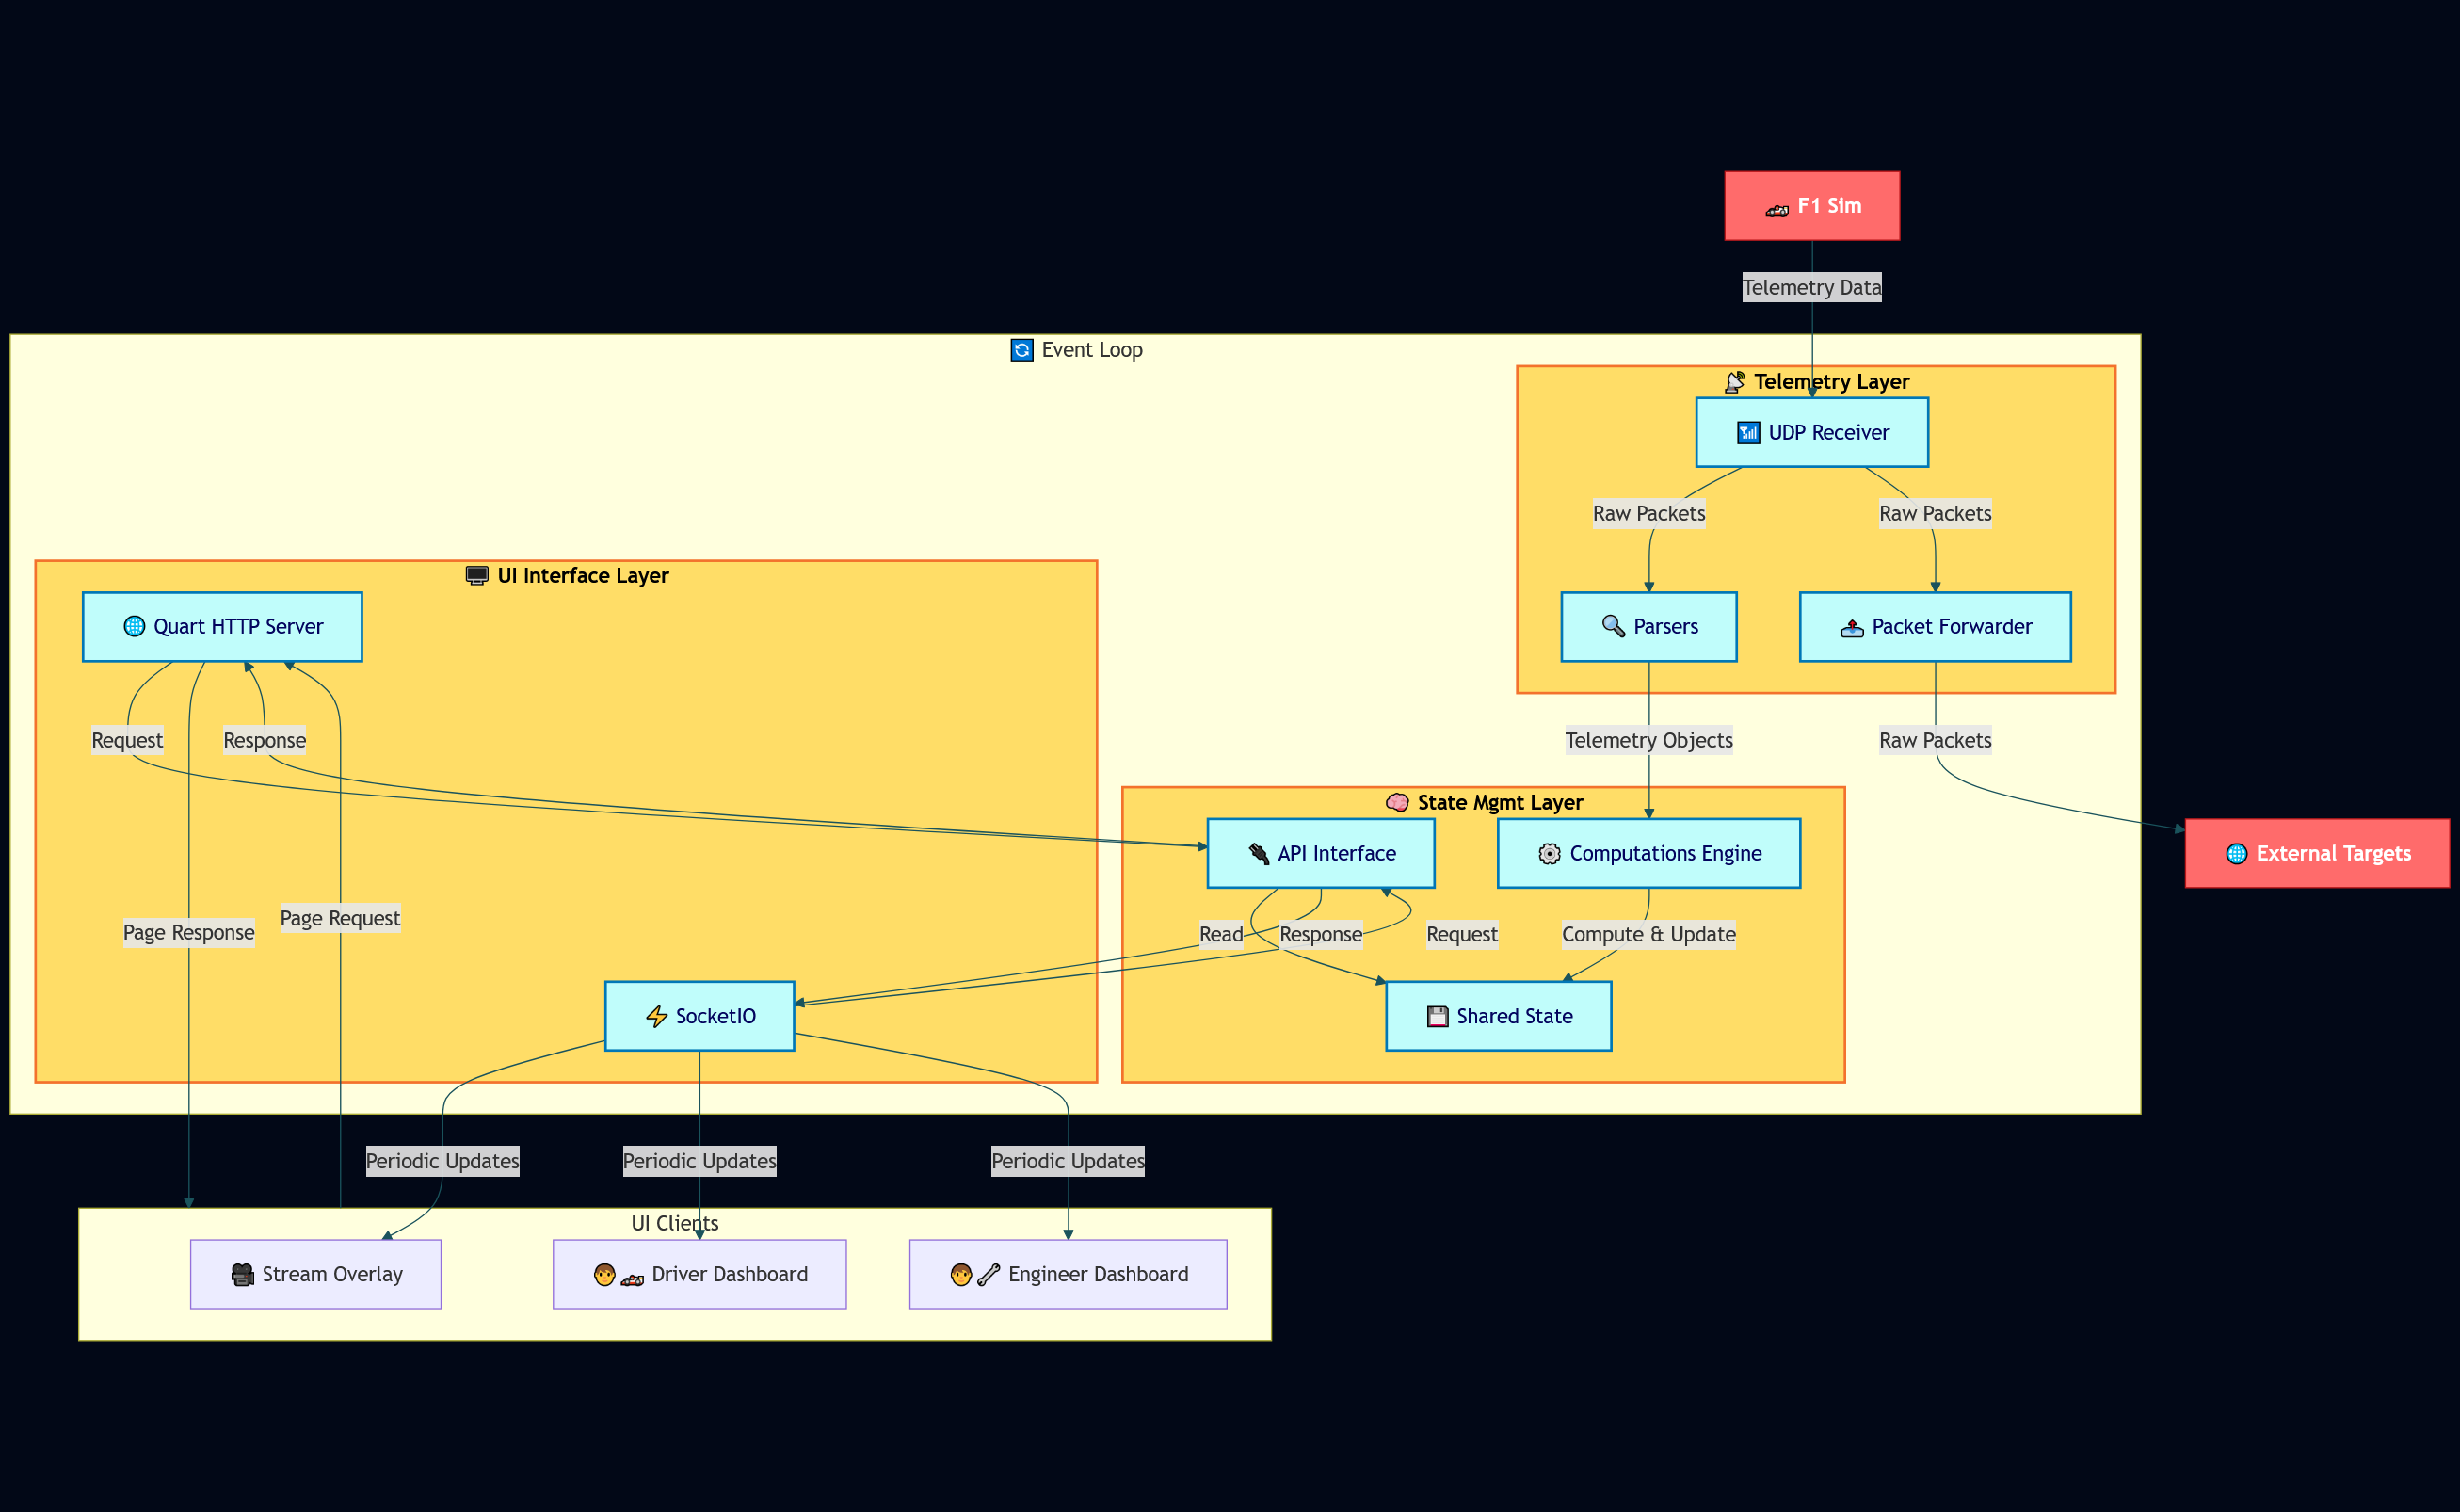 F1 Sim
Telemetry Data
Event Loop
Telemetry Layer
UDP Receiver
Raw Packets
Raw Packets
UI Interface Layer
Quart HTTP Server
Parsers
Packet Forwarder
Request
Response
Telemetry Objects
Raw Packets
State Mgmt Layer
API Interface
Computations Engine
External Targets
Page Response
Page Request
Read
Response
Request
Compute & Update
SocketIO
Shared State
Periodic Updates
Periodic Updates
Periodic Updates
UI Clients
Stream Overlay
Driver Dashboard
Engineer Dashboard